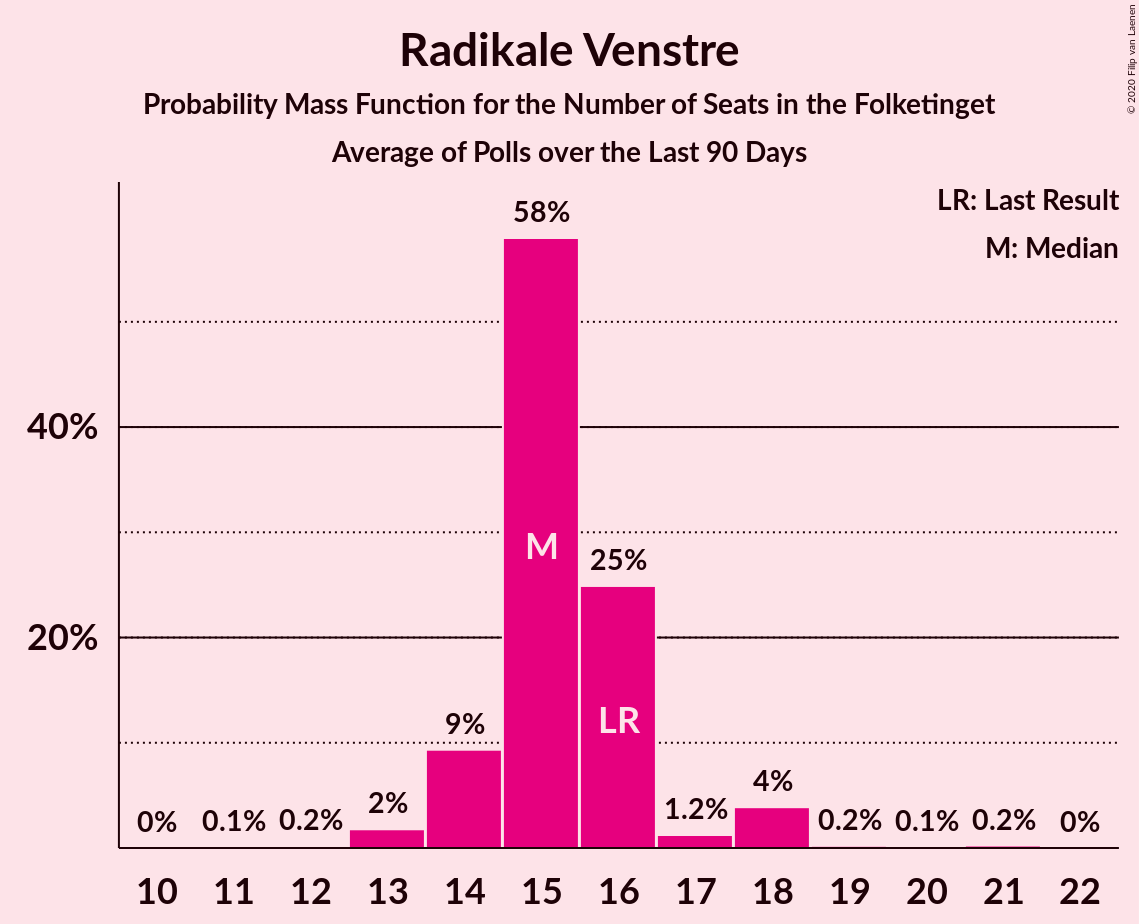 Radikale Venstre
Probability Mass Function for the Number of Seats in the Folketinget
Average of Polls over the Last 90 Days
© 2020 Filip van Laenen
LR: Last Result
M: Median
40%
20%
0%
0.1%
0.2%
2%
9%
58%
25%
1.2%
4%
0.2%
0.1%
0.2%
0%
M
LR
10 11 12 13 14 15 16 17 18 19 20 21 22